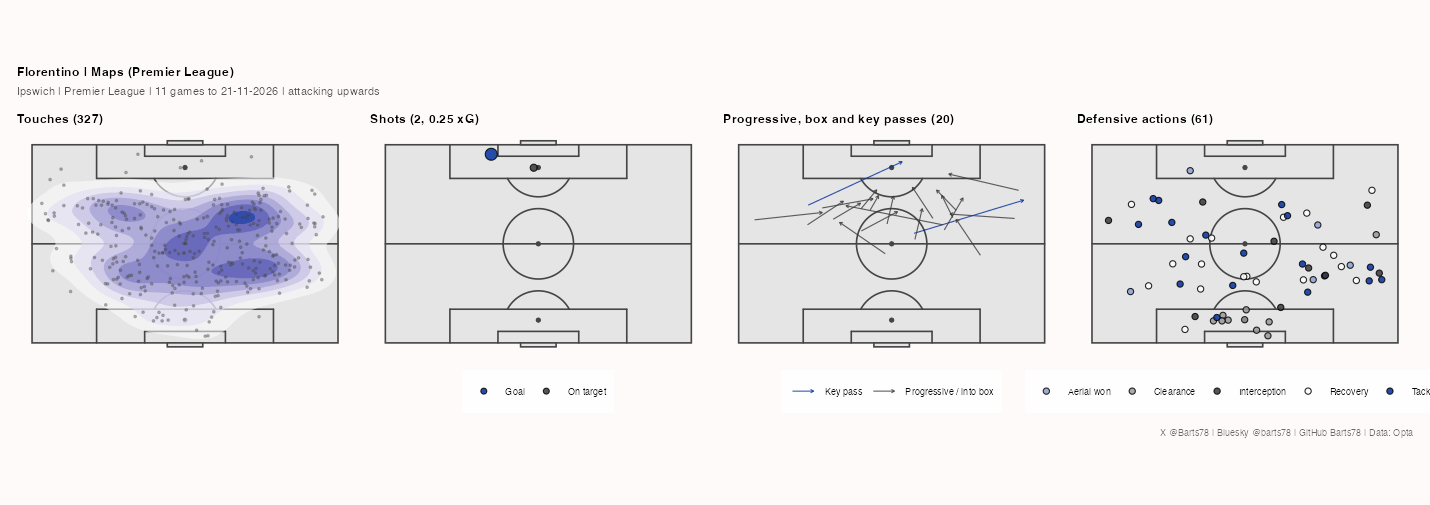 Florentino | Maps (Premier League)
Ipswich | Premier League | 11 games to 21-11-2026 | attacking upwards
Touches (327)
Shots (2, 0.25 xG)
Progressive, box and key passes (20)
Defensive actions (61)
Goal
On target
Key pass
Progressive / into box
Aerial won
Clearance
Interception
Recovery
Tack
X @Barts78 | Bluesky @barts78 | GitHub Barts78 | Data: Opta